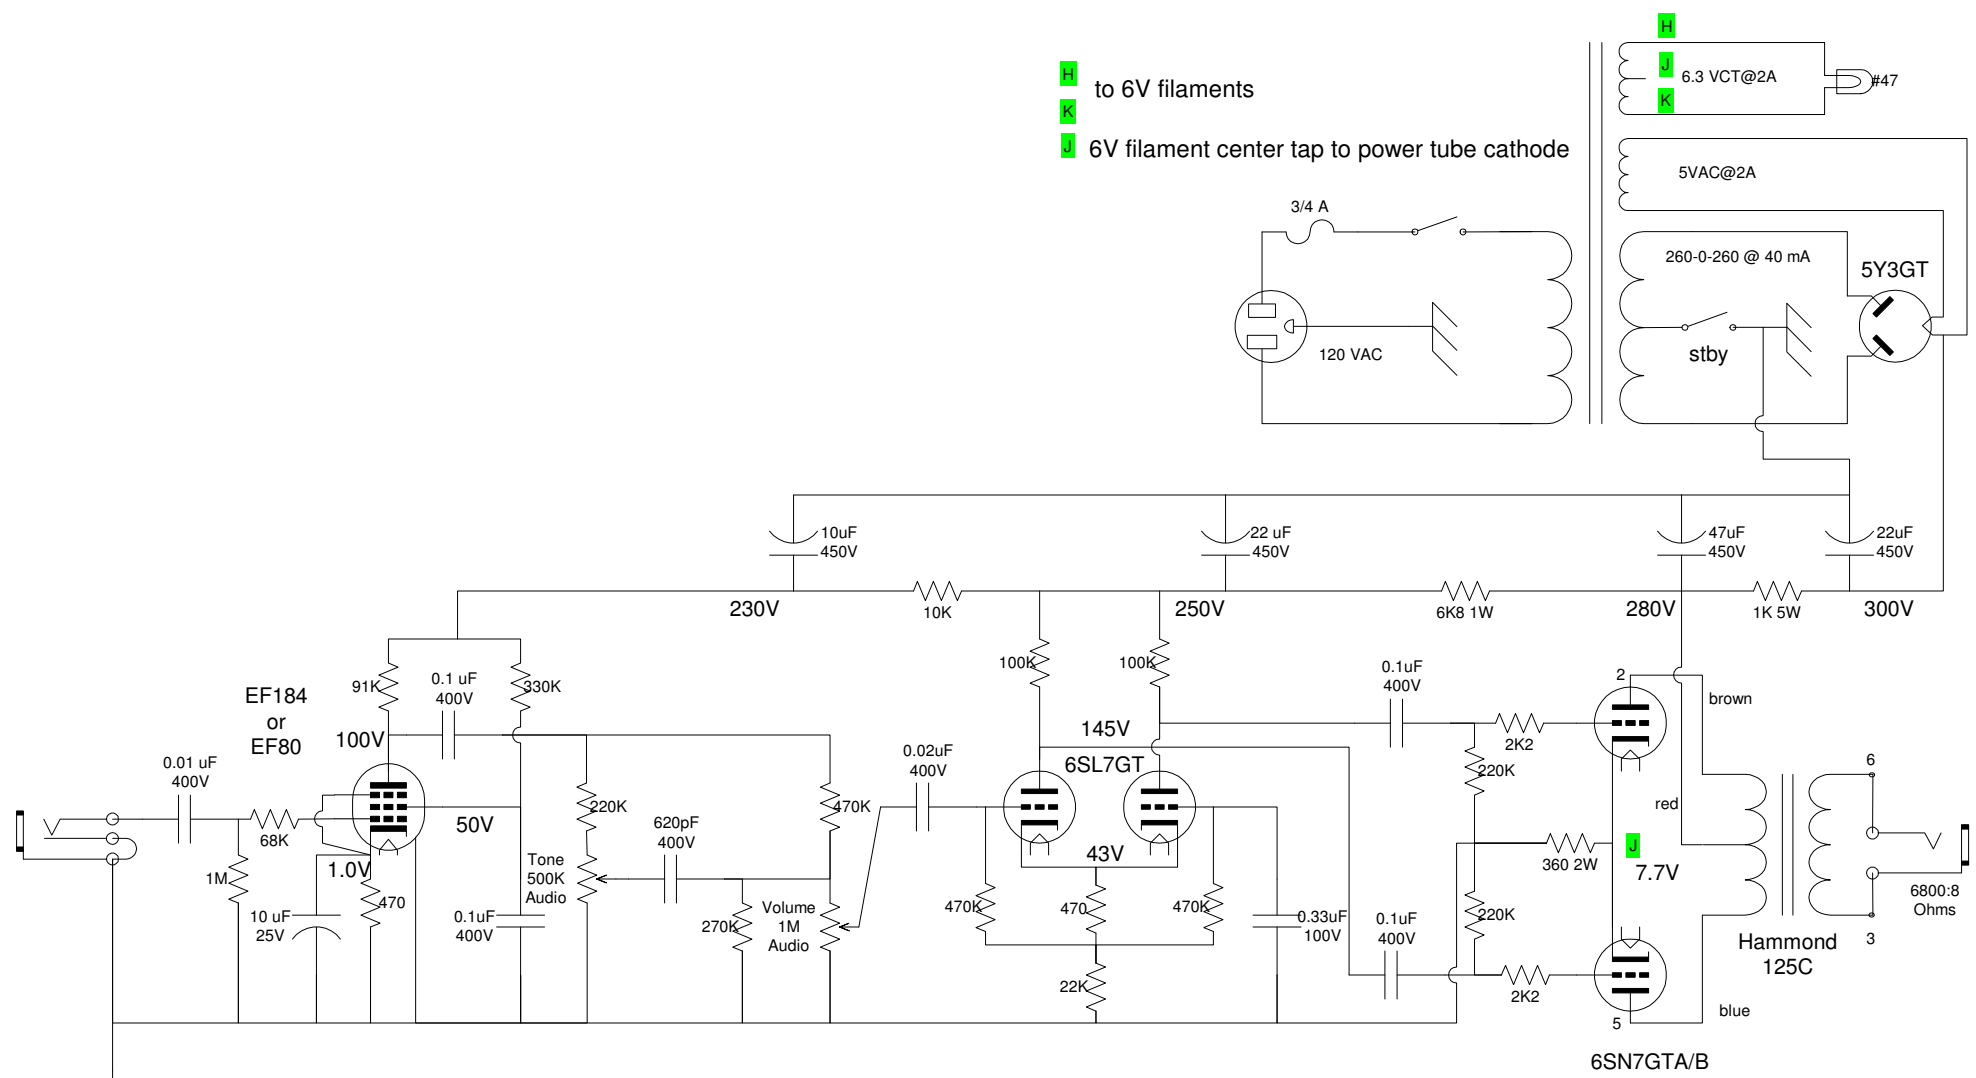 H
J
6.3 VCT@2A
K
#47
H
to 6V filaments
K
J
6V filament center tap to power tube cathode
5VAC@2A
3/4 A
260-0-260 @ 40 mA
5Y3GT
120 VAC
stby
10uF
450V
22 uF
450V
47uF
450V
22uF
450V
230V
10K
250V
6K8 1W
280V
1K 5W
300V
EF184
or
EF80
91K
0.1 uF
400V
330K
100K
100K
0.1uF
400V
2
brown
100V
145V
2K2
0.01 uF
400V
0.02uF
400V
6SL7GT
220K
6
68K
50V
220K
470K
red
620pF
400V
1.0V
1M
470
Tone
500K
Audio
43V
360 2W
J
7.7V
6800:8
Ohms
10 uF
25V
0.1uF
400V
270K
Volume
1M
Audio
470K
470
470K
0.33uF
100V
0.1uF
400V
220K
3
Hammond
125C
22K
2K2
blue
5
6SN7GTA/B